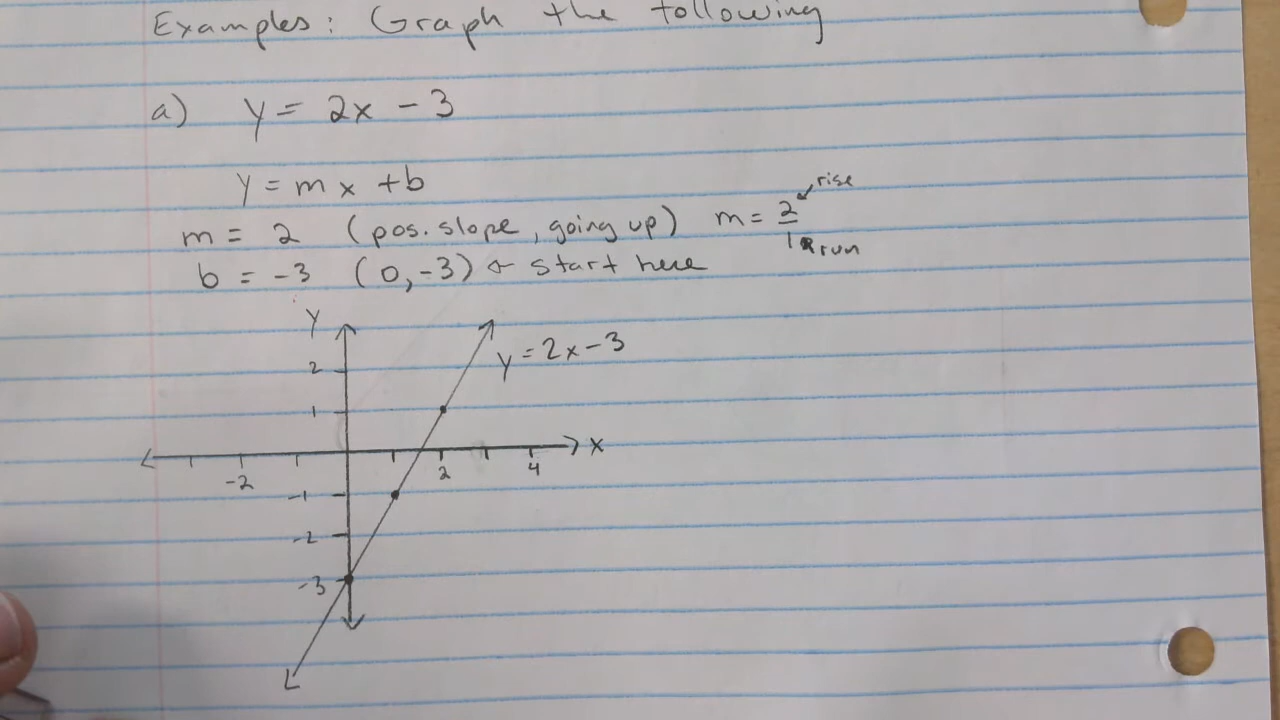 Examples: Graph the following
a) y = 2x - 3
y = mx + b
m = 2 (pos. slope, going up) m = 2/1 rise run
b = -3 (0, -3) ← start here
y
y = 2x - 3
2
1
x
-2
2
4
-1
-2
-3